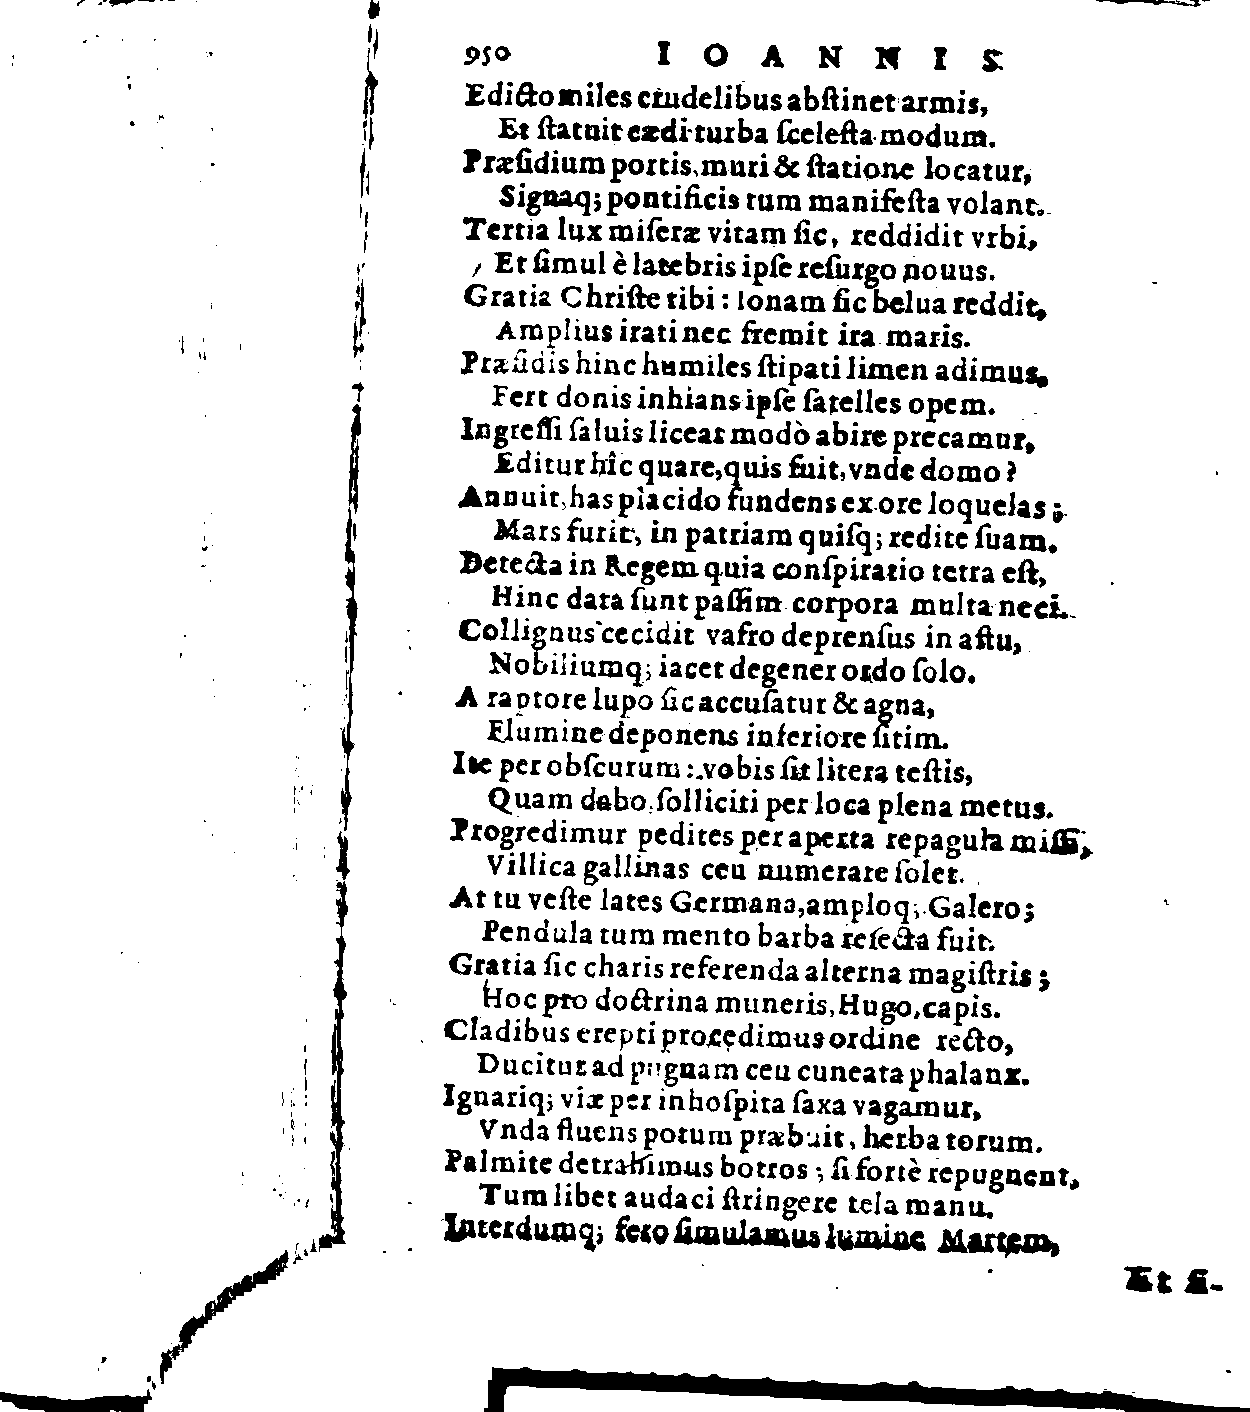 950 IOANNIS
Edicto miles crudelibus abſtinet armis,
Et ſtatuit cædi turba ſceleſta modum.
Præſidium portis, muri & ſtatione locatur,
Signaq; pontificis tum manifeſta volant.
Tertia lux miſeræ vitam ſic, reddidit vrbi,
Et ſimul è latebris ipſe reſurgo nouus.
Gratia Chriſte tibi : Ionam ſic belua reddit,
Amplius irati nec fremit ira maris.
Præſidis hinc humiles ſtipati limen adimus,
Fert donis inhians ipſe ſatelles opem.
Ingreſſi ſaluis liceat modò abire precamur,
Editur hîc quare, quis fuit, vnde domo ?
Annuit, has placido fundens ex ore loquelas ;
Mars furit, in patriam quiſq; redite ſuam.
Detecta in Regem quia conſpiratio tetra eſt,
Hinc data ſunt paſſim corpora multa neci.
Collignus cecidit vafro deprenſus in aſtu,
Nobiliumq; iacet degener ordo ſolo.
A raptore lupo ſic accuſatur & agna,
Flumine deponens inferiore ſitim.
Ite per obſcurum : vobis ſit litera teſtis,
Quam dabo ſolliciti per loca plena metus.
Progredimur pedites per aperta repagula miſſi,
Villica gallinas ceu numerare ſolet.
At tu veſte lates Germana, amploq; Galero;
Pendula tum mento barba reſecta fuit.
Gratia ſic charis referenda alterna magiſtris ;
Hoc pro doctrina muneris, Hugo, capis.
Cladibus erepti procedimus ordine recto,
Ducitur ad pugnam ceu cuneata phalanx.
Ignariq; viæ per inhoſpita ſaxa vagamur,
Vnda fluens potum præbuit, herba torum.
Palmite detrahimus botros ; ſi fortè repugnent,
Tum libet audaci ſtringere tela manu.
Interdumq; fero ſimulamus lumine Martem,
Et ſi-